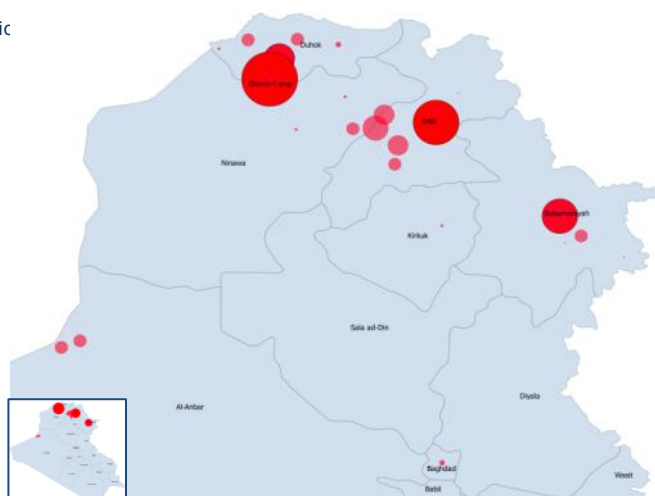 ic
Duhok
Domiz Camp
Erbil
Ninawa
Sulaymaniyah
Kirkuk
Sala ad-Din
Al-Anbar
Diyala
Baghdad
Wasit
Babil